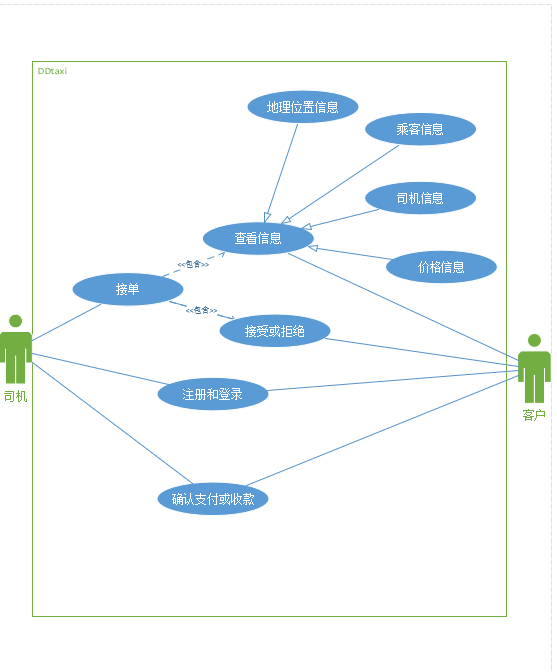 DDtaxi
地理位置信息
乘客信息
司机信息
查看信息
价格信息
<<包含>>
接单
<<包含>>
接受或拒绝
司机
注册和登录
客户
确认支付或收款